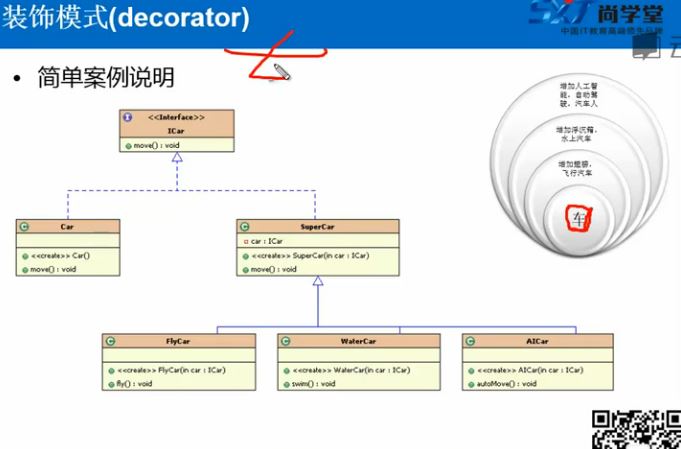 装饰模式(decorator)
SXT 尚学堂
中国IT教育高端领先品牌
• 简单案例说明
<<Interface>>
ICar
move() : void
Car
<<create>> Car()
move() : void
SuperCar
car : ICar
<<create>> SuperCar(in car : ICar)
move() : void
FlyCar
<<create>> FlyCar(in car : ICar)
fly() : void
WaterCar
<<create>> WaterCar(in car : ICar)
swim() : void
AICar
<<create>> AICar(in car : ICar)
autoMove() : void
增加人工智
能，自动驾
驶，汽车人
增加浮沉箱，
水上汽车
增加翅膀，
飞行汽车
车